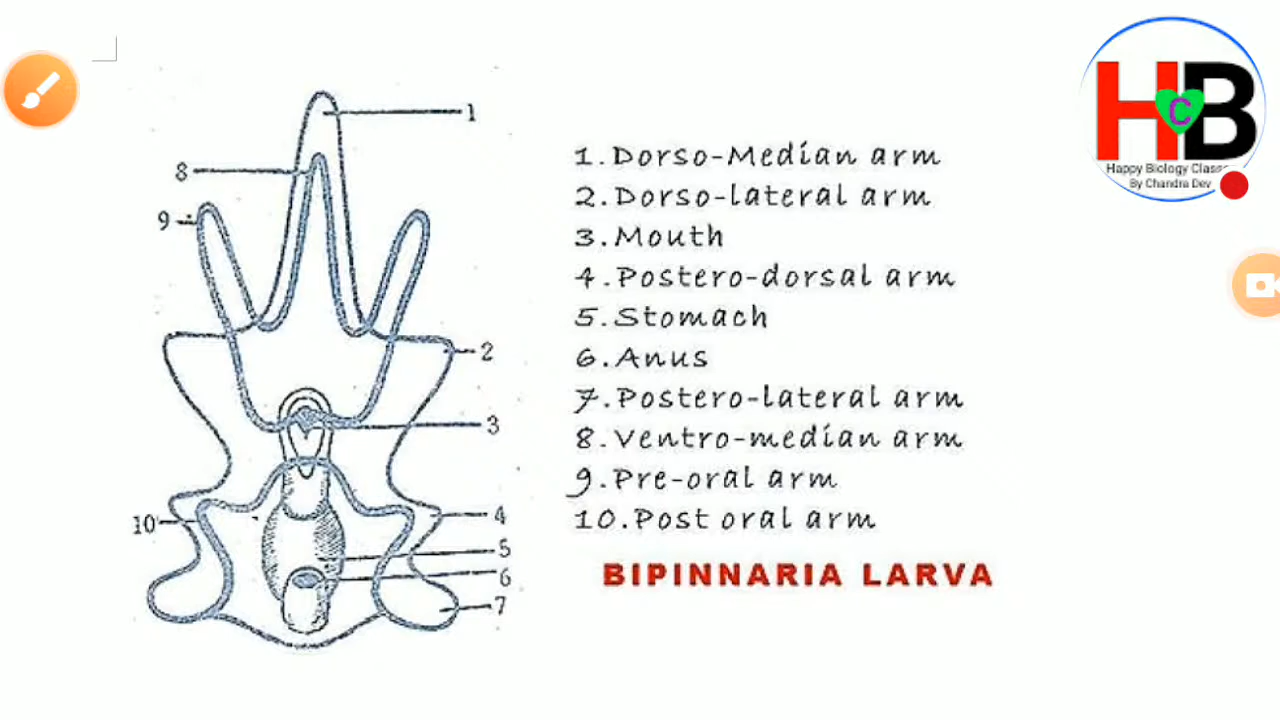 1
8
9
2
3
10
4
5
6
7
1.Dorso-Median arm
2.Dorso-lateral arm
3.Mouth
4.Postero-dorsal arm
5.Stomach
6.Anus
7.Postero-lateral arm
8.Ventro-median arm
9.Pre-oral arm
10.Post oral arm
BIPINNARIA LARVA
HCB
Happy Biology
By Chandra Dev